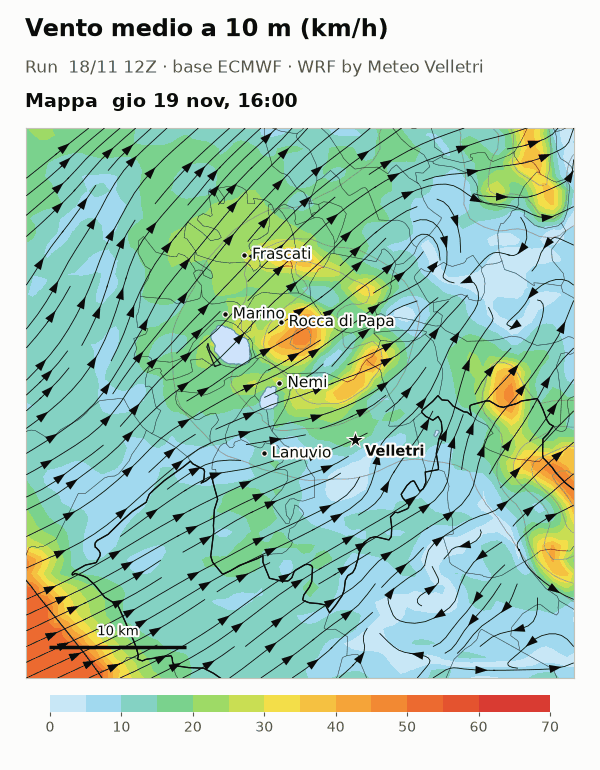 Vento medio a 10 m (km/h)
Run 18/11 12Z · base ECMWF · WRF by Meteo Velletri
Mappa gio 19 nov, 16:00
Frascati
Marino
Rocca di Papa
Nemi
Velletri
Lanuvio
10 km
0 10 20 30 40 50 60 70